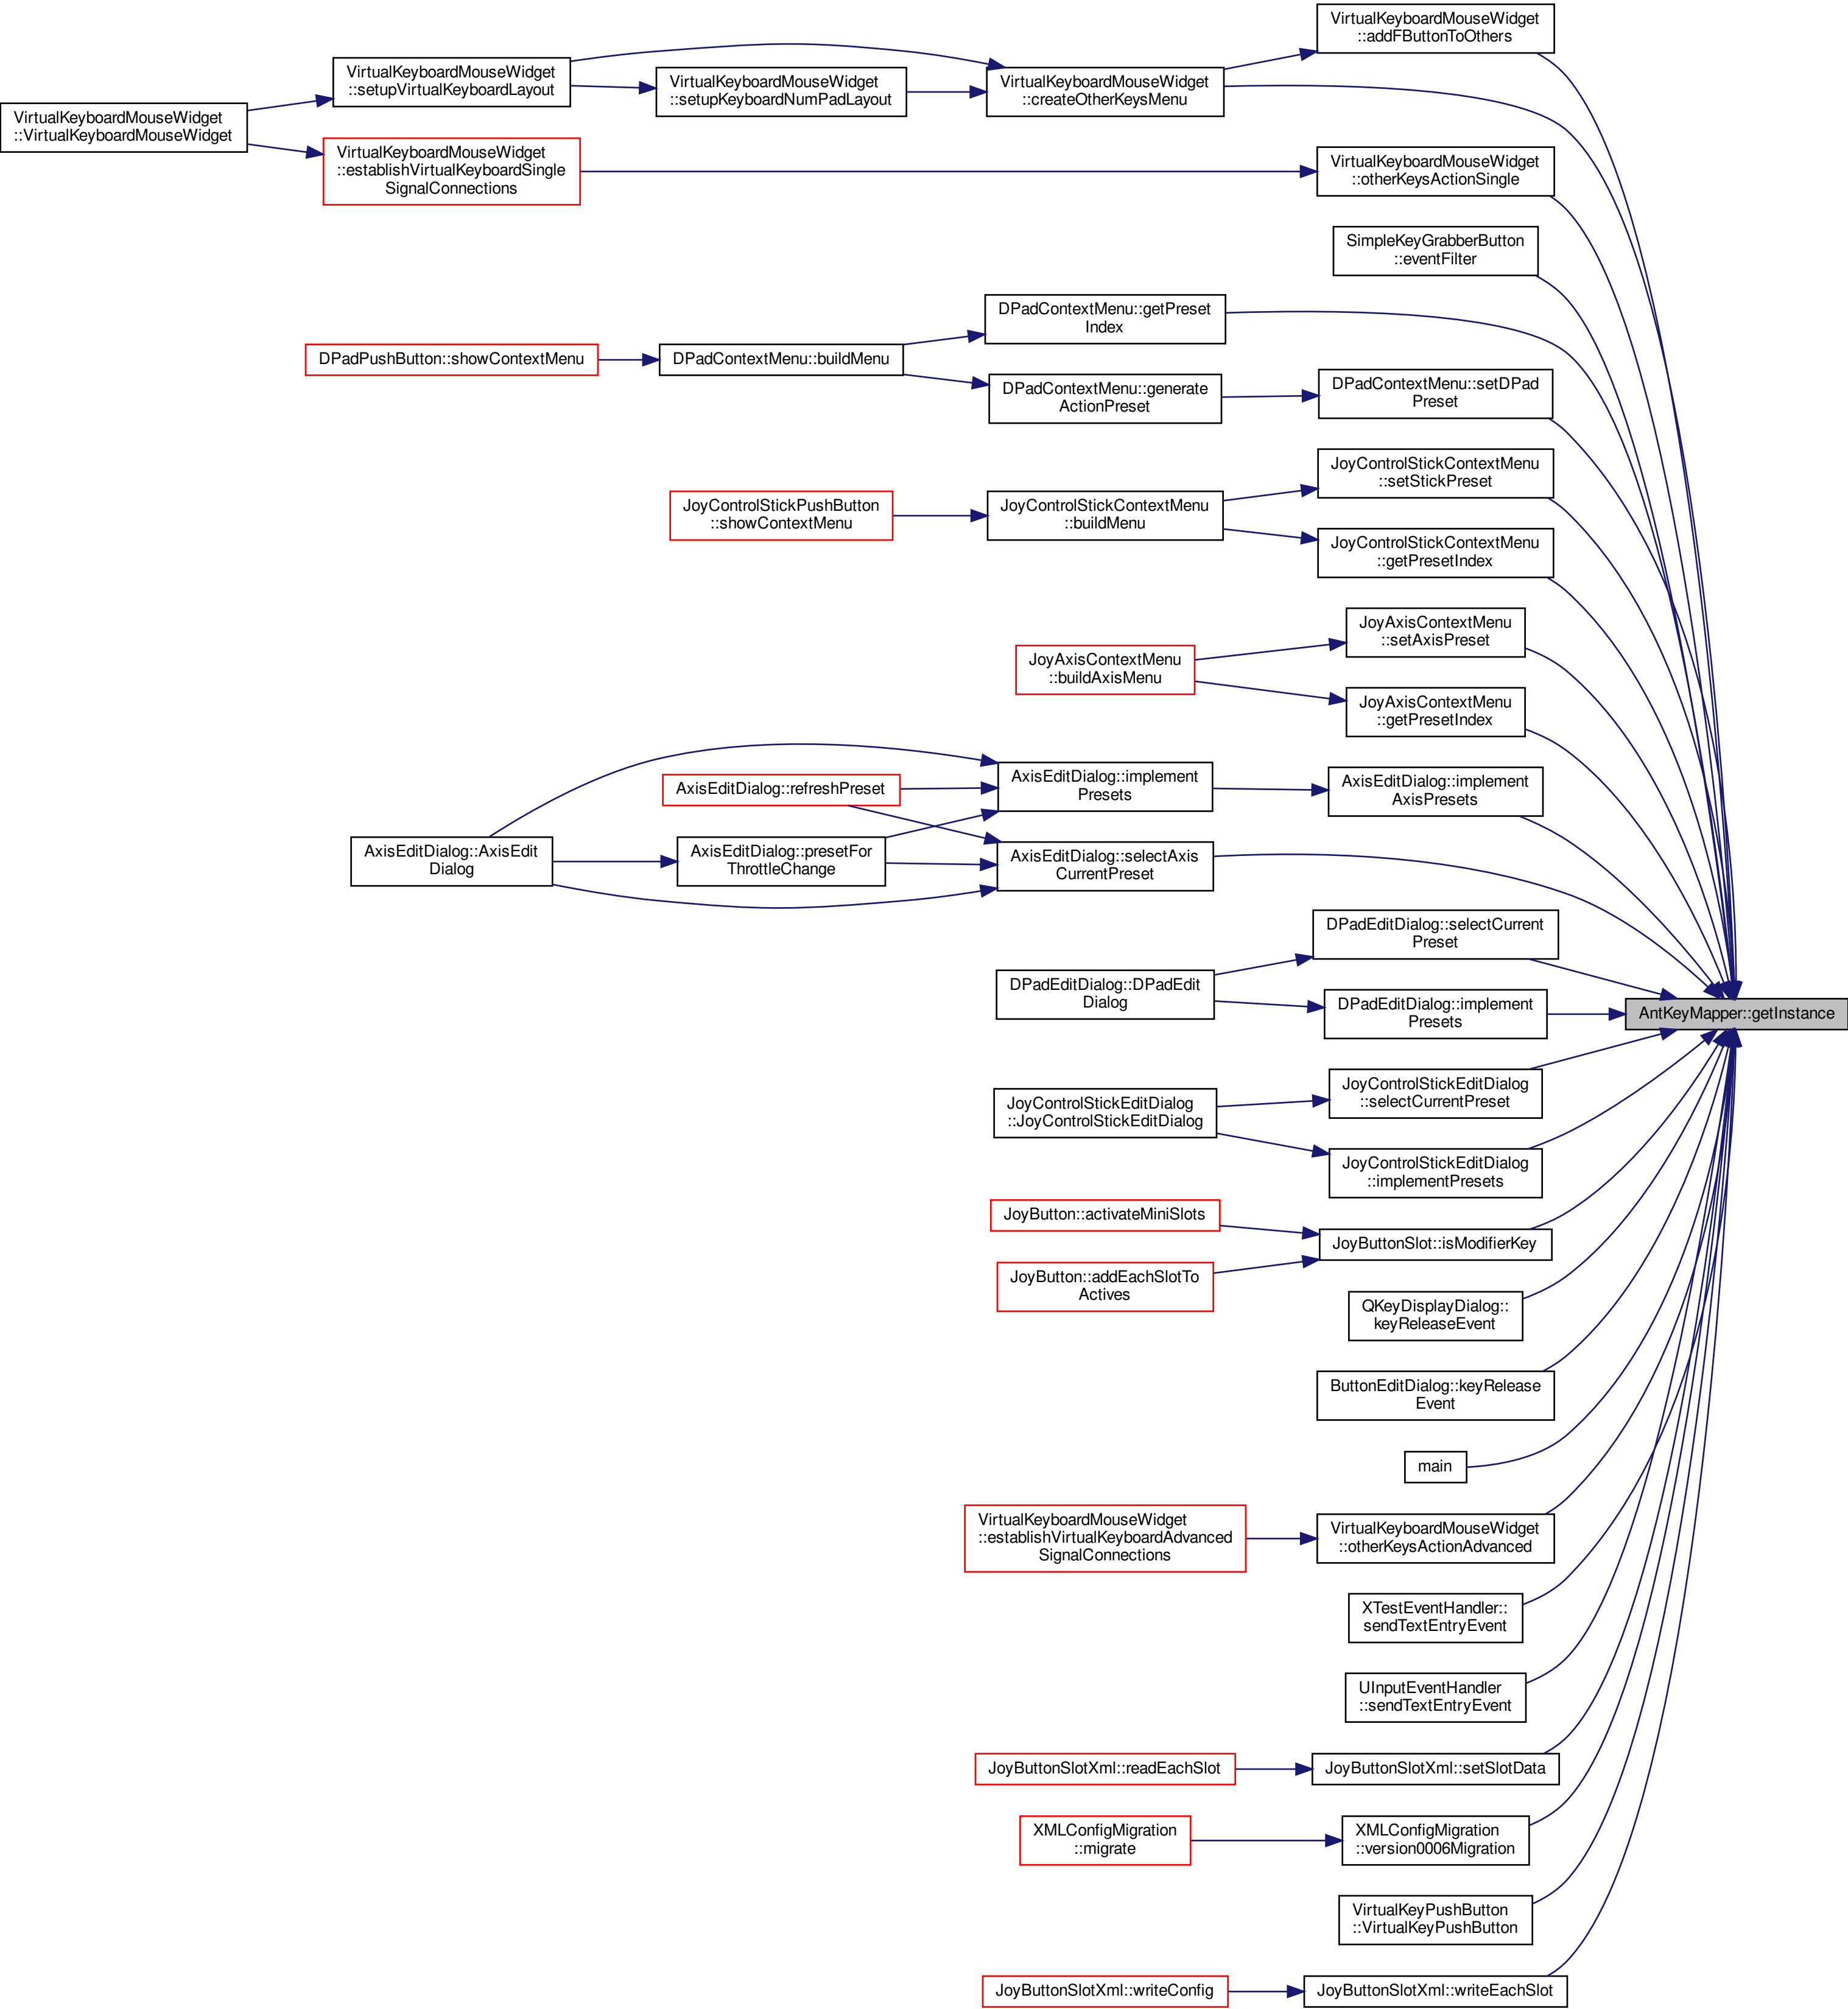 VirtualKeyboardMouseWidget
::addFButtonToOthers
VirtualKeyboardMouseWidget
::setupVirtualKeyboardLayout
VirtualKeyboardMouseWidget
::setupKeyboardNumPadLayout
VirtualKeyboardMouseWidget
::createOtherKeysMenu
VirtualKeyboardMouseWidget
::VirtualKeyboardMouseWidget
VirtualKeyboardMouseWidget
::establishVirtualKeyboardSingle
SignalConnections
VirtualKeyboardMouseWidget
::otherKeysActionSingle
SimpleKeyGrabberButton
::eventFilter
DPadContextMenu::getPreset
Index
DPadPushButton::showContextMenu
DPadContextMenu::buildMenu
DPadContextMenu::generate
ActionPreset
DPadContextMenu::setDPad
Preset
JoyControlStickContextMenu
::setStickPreset
JoyControlStickPushButton
::showContextMenu
JoyControlStickContextMenu
::buildMenu
JoyControlStickContextMenu
::getPresetIndex
JoyAxisContextMenu
::setAxisPreset
JoyAxisContextMenu
::buildAxisMenu
JoyAxisContextMenu
::getPresetIndex
AxisEditDialog::refreshPreset
AxisEditDialog::implement
Presets
AxisEditDialog::implement
AxisPresets
AxisEditDialog::AxisEdit
Dialog
AxisEditDialog::presetFor
ThrottleChange
AxisEditDialog::selectAxis
CurrentPreset
DPadEditDialog::selectCurrent
Preset
DPadEditDialog::DPadEdit
Dialog
DPadEditDialog::implement
Presets
AntKeyMapper::getInstance
JoyControlStickEditDialog
::selectCurrentPreset
JoyControlStickEditDialog
::JoyControlStickEditDialog
JoyControlStickEditDialog
::implementPresets
JoyButton::activateMiniSlots
JoyButtonSlot::isModifierKey
JoyButton::addEachSlotTo
Actives
QKeyDisplayDialog::
keyReleaseEvent
ButtonEditDialog::keyRelease
Event
main
VirtualKeyboardMouseWidget
::establishVirtualKeyboardAdvanced
SignalConnections
VirtualKeyboardMouseWidget
::otherKeysActionAdvanced
XTestEventHandler::
sendTextEntryEvent
UInputEventHandler
::sendTextEntryEvent
JoyButtonSlotXml::readEachSlot
JoyButtonSlotXml::setSlotData
XMLConfigMigration
::migrate
XMLConfigMigration
::version0006Migration
VirtualKeyPushButton
::VirtualKeyPushButton
JoyButtonSlotXml::writeConfig
JoyButtonSlotXml::writeEachSlot